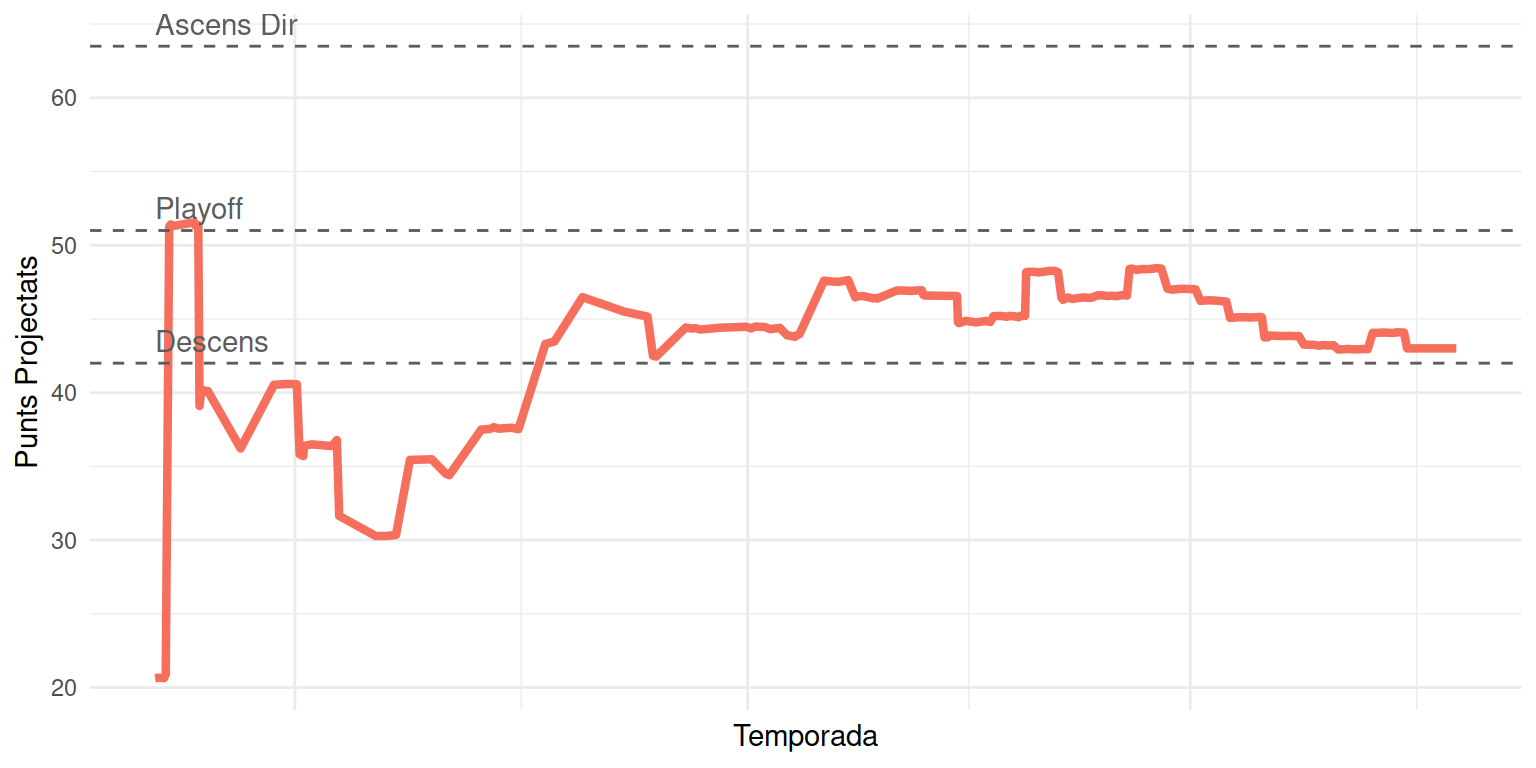 Ascens Dir
60
Playoff
50
Descens
40
30
20
Punts Projectats
Temporada